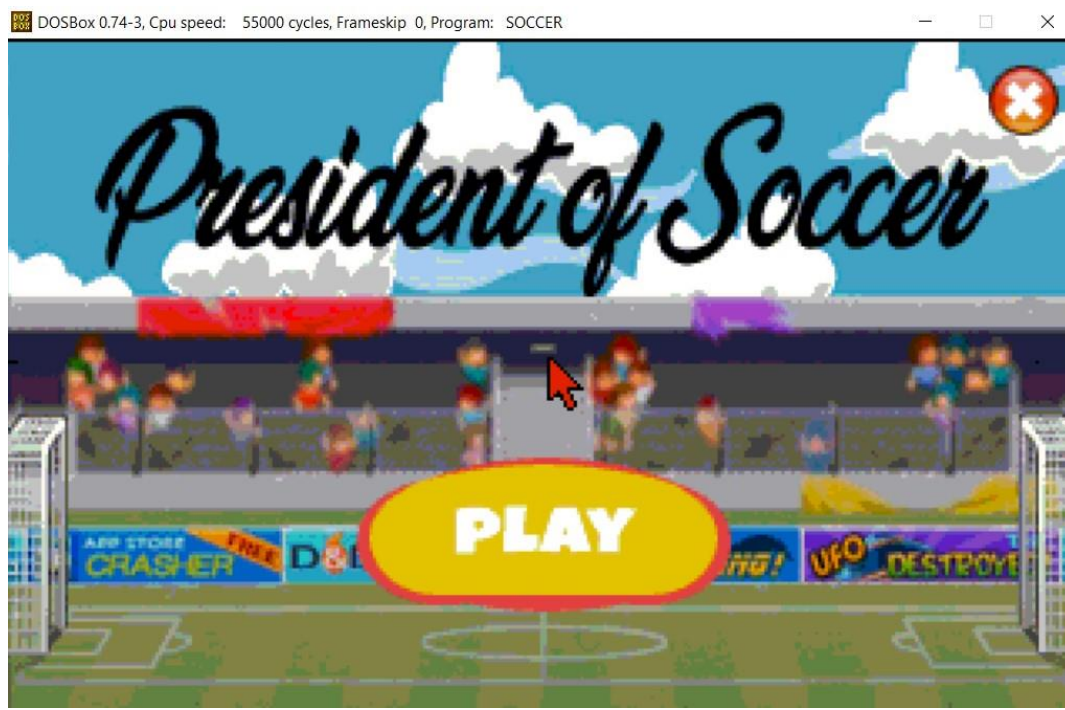 DOSBox 0.74-3, Cpu speed: 55000 cycles, Frameskip 0, Program: SOCCER
President of Soccer
PLAY
APP STORE
CRASHER
FREE
D&
UFO
DESTROYE